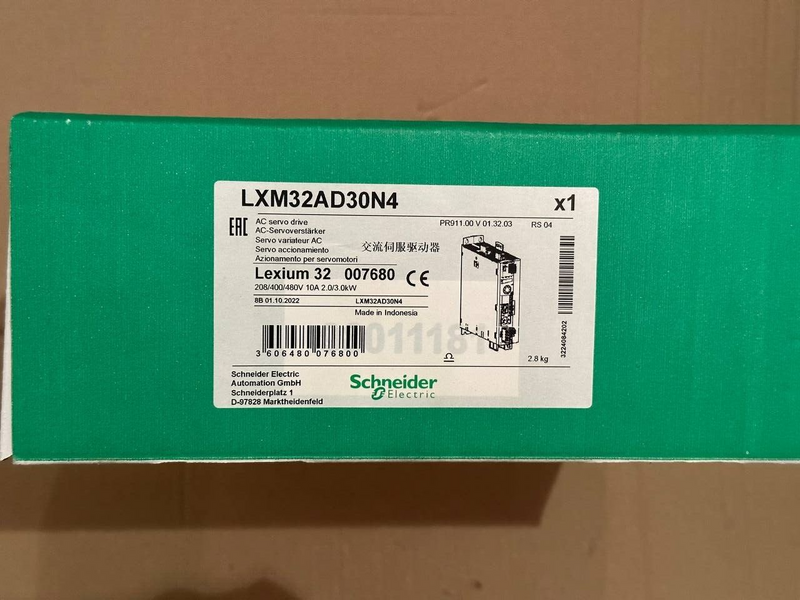 LXM32AD30N4
x1
EAC
AC servo drive
AC-Servoverstärker
Servo variateur AC
Servo accionamiento
Azionamento per servomotori
交流伺服驱动器
PR911.00 V 01.32.03
RS 04
Lexium 32 007680 CE
208/400/480V 10A 2.0/3.0kW
8B 01.10.2022
LXM32AD30N4
Made in Indonesia
3 606480 076800
011181
3224084202
2.8 kg
Schneider Electric
Automation GmbH
Schneiderplatz 1
D-97828 Marktheidenfeld
Schneider
Electric